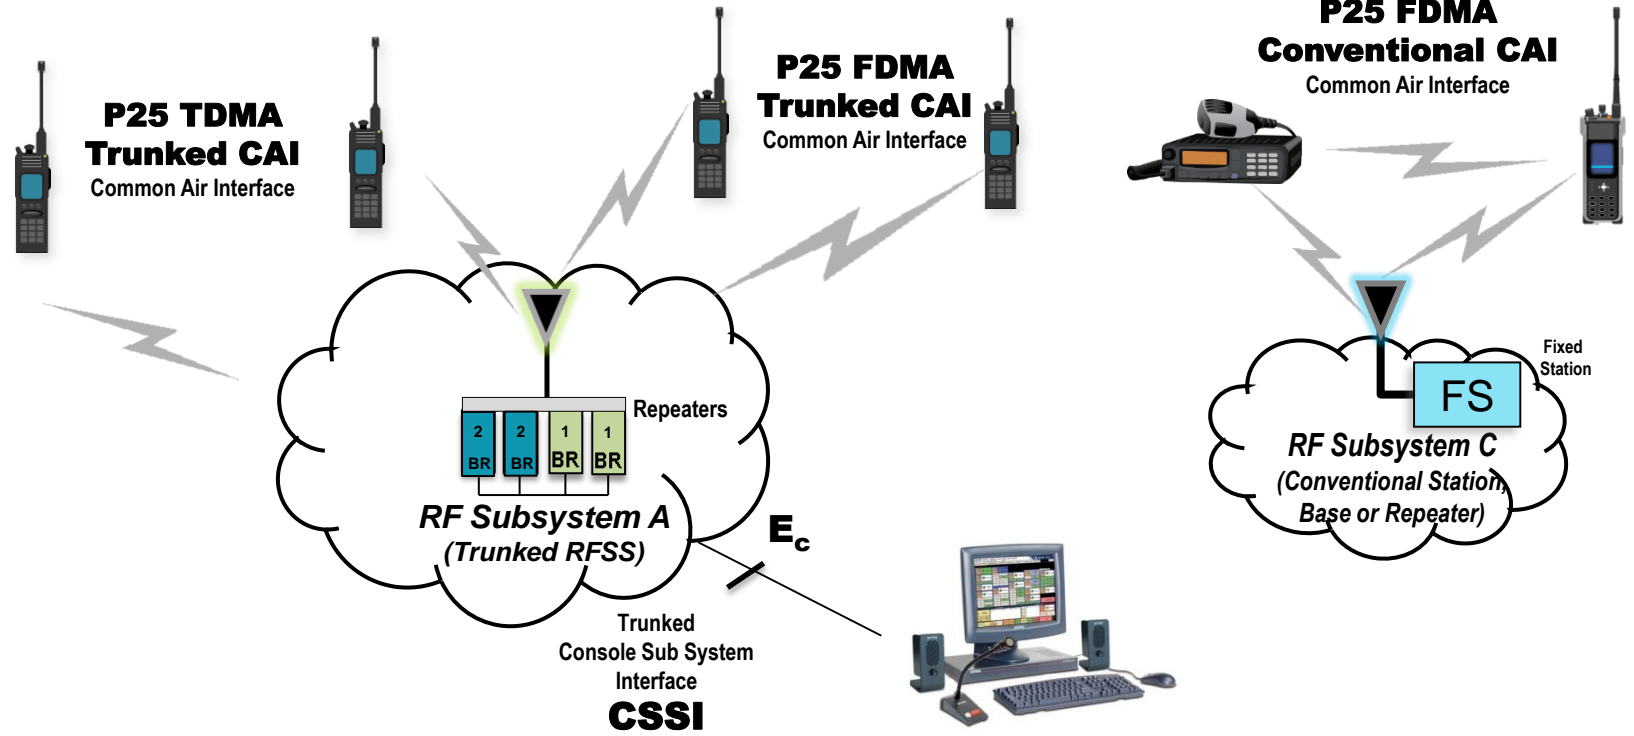 P25 TDMA
Trunked CAI
Common Air Interface
P25 FDMA
Trunked CAI
Common Air Interface
P25 FDMA
Conventional CAI
Common Air Interface
Repeaters
2 2 1 1
BR BR BR BR
RF Subsystem A
(Trunked RFSS)
Ec
Trunked
Console Sub System
Interface
CSSI
Fixed
Station
FS
RF Subsystem C
(Conventional Station,
Base or Repeater)